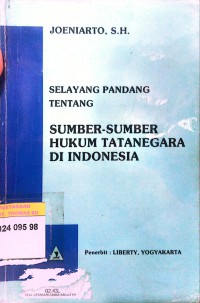 JOENIARTO, S.H.
SELAYANG PANDANG
TENTANG
SUMBER-SUMBER
HUKUM TATANEGARA
DI INDONESIA
024 095 98
Penerbit : LIBERTY, YOGYAKARTA